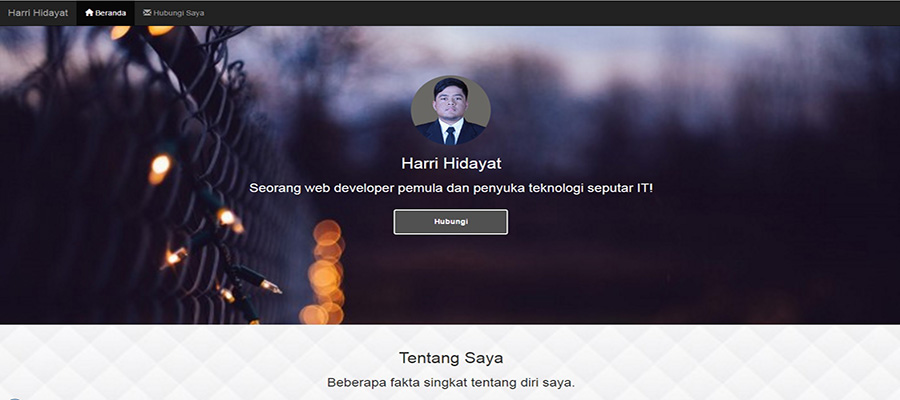 Harri Hidayat Beranda Hubungi Saya
Harri Hidayat
Seorang web developer pemula dan penyuka teknologi seputar IT!
Hubungi
Tentang Saya
Beberapa fakta singkat tentang diri saya.